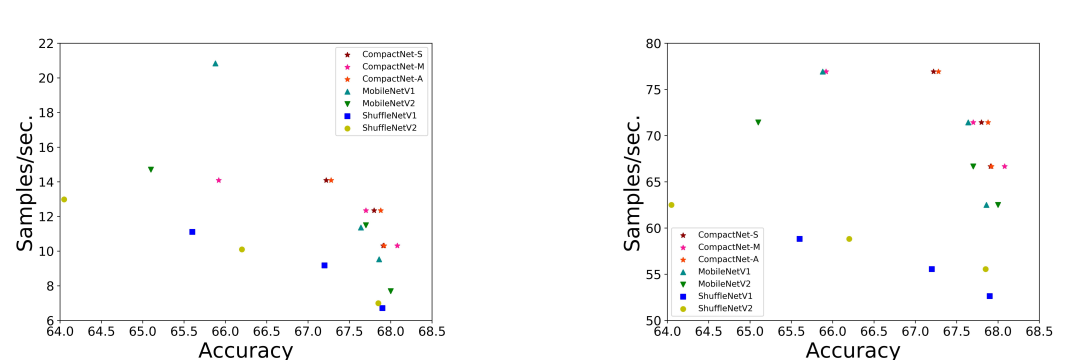 22
20
18
16
14
12
10
8
6
Samples/sec.
CompactNet-S
CompactNet-M
CompactNet-A
MobileNetV1
MobileNetV2
ShuffleNetV1
ShuffleNetV2
64.0 64.5 65.0 65.5 66.0 66.5 67.0 67.5 68.0 68.5
Accuracy
80
75
70
65
60
55
50
Samples/sec.
CompactNet-S
CompactNet-M
CompactNet-A
MobileNetV1
MobileNetV2
ShuffleNetV1
ShuffleNetV2
64.0 64.5 65.0 65.5 66.0 66.5 67.0 67.5 68.0 68.5
Accuracy